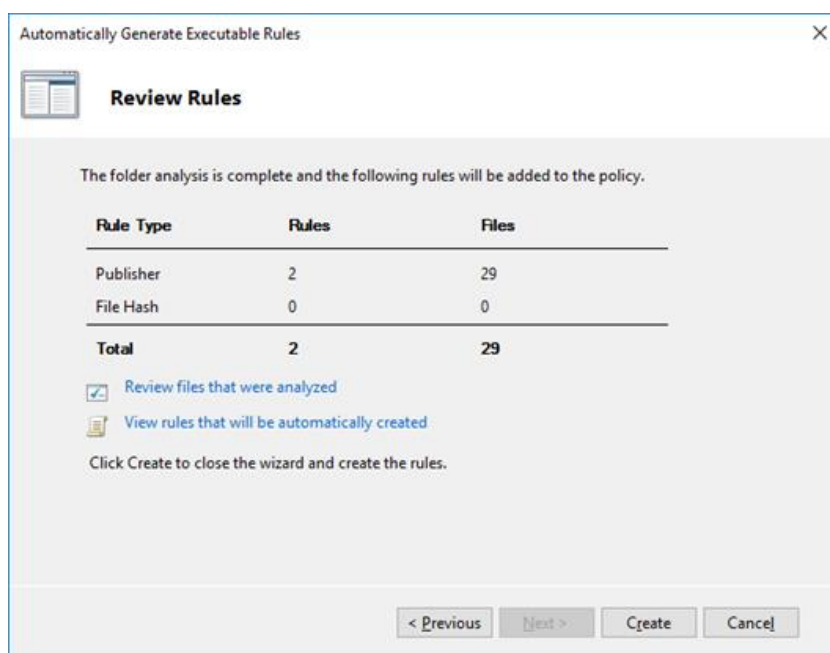 Automatically Generate Executable Rules
Review Rules
The folder analysis is complete and the following rules will be added to the policy.
Rule Type Rules Files
Publisher 2 29
File Hash 0 0
Total 2 29
Review files that were analyzed
View rules that will be automatically created
Click Create to close the wizard and create the rules.
< Previous Next > Create Cancel